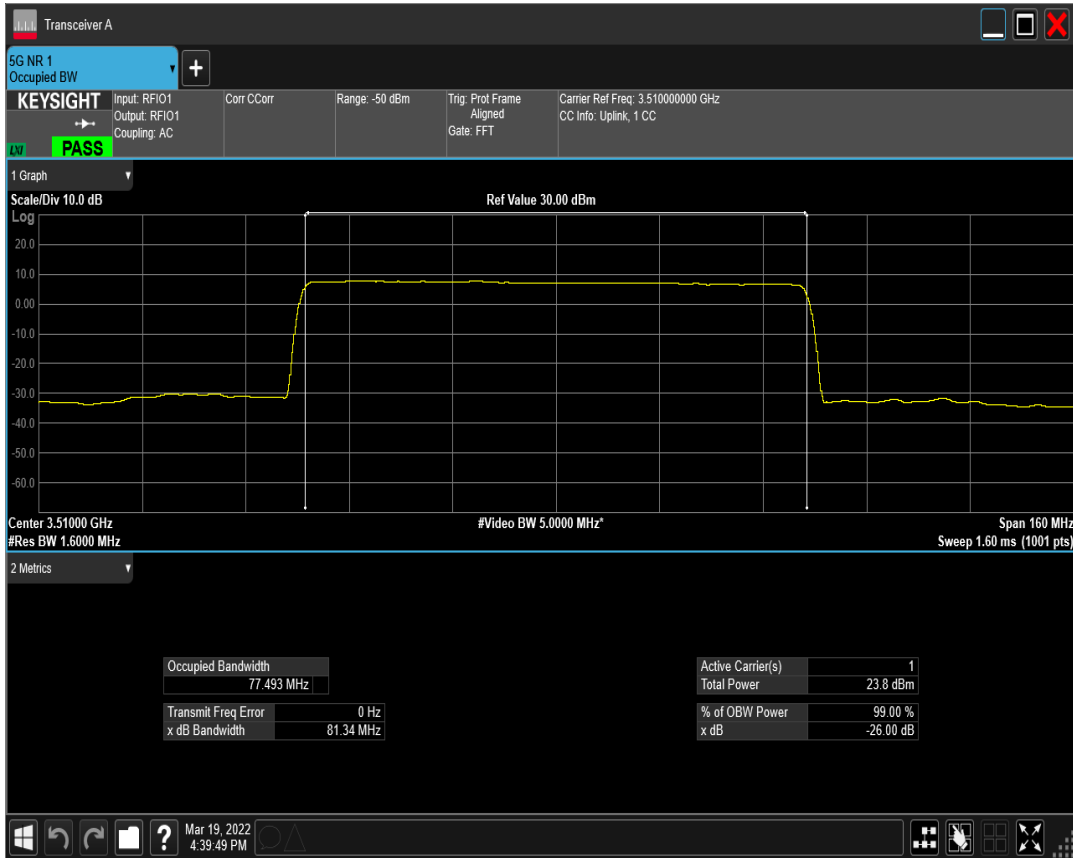 Transceiver A
5G NR 1
Occupied BW
+
KEYSIGHT
LXI
PASS
Input: RFIO1
Output: RFIO1
Coupling: AC
Corr CCorr
Range: -50 dBm
Trig: Prot Frame
Aligned
Gate: FFT
Carrier Ref Freq: 3.510000000 GHz
CC Info: Uplink, 1 CC
1 Graph
Scale/Div 10.0 dB
Ref Value 30.00 dBm
Log
20.0
10.0
0.00
-10.0
-20.0
-30.0
-40.0
-50.0
-60.0
Center 3.51000 GHz
#Video BW 5.0000 MHz*
Span 160 MHz
#Res BW 1.6000 MHz
Sweep 1.60 ms (1001 pts)
2 Metrics
Occupied Bandwidth
77.493 MHz
Transmit Freq Error 0 Hz
x dB Bandwidth 81.34 MHz
Active Carrier(s) 1
Total Power 23.8 dBm
% of OBW Power 99.00 %
x dB -26.00 dB
?
Mar 19, 2022
4:39:49 PM